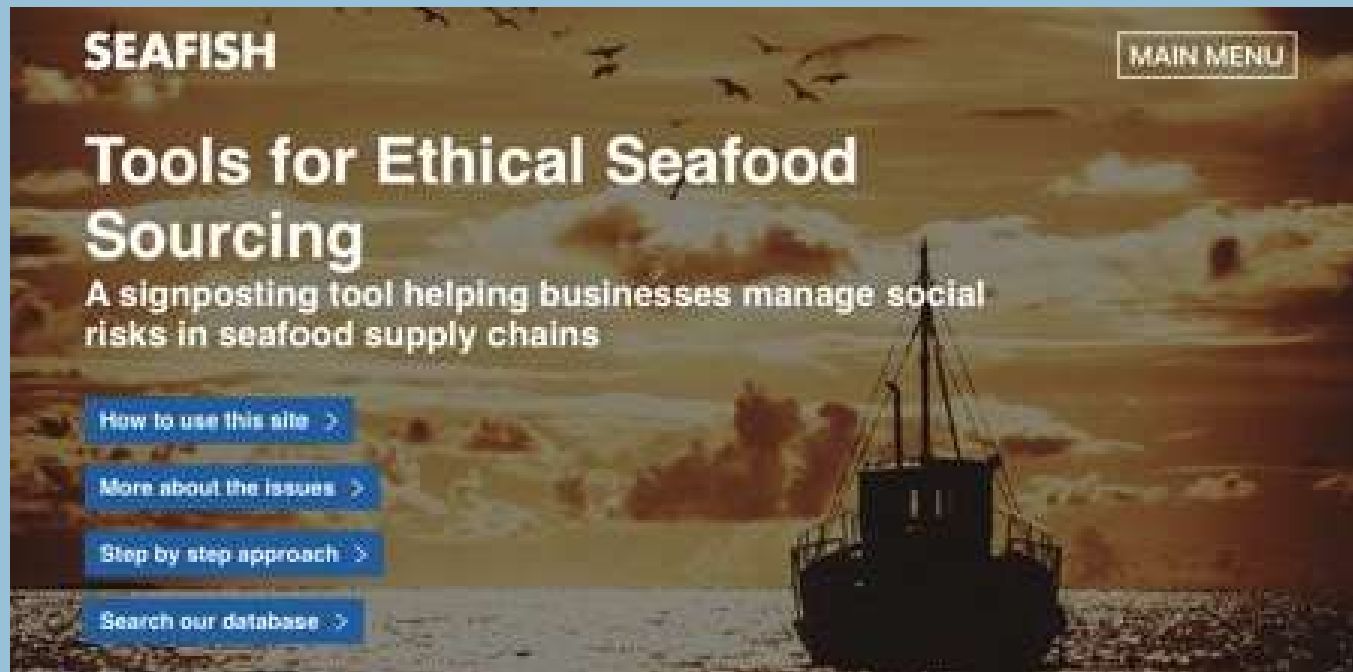 SEAFISH
MAIN MENU
Tools for Ethical Seafood
Sourcing
A signposting tool helping businesses manage social
risks in seafood supply chains
How to use this site >
More about the issues >
Step by step approach >
Search our database >